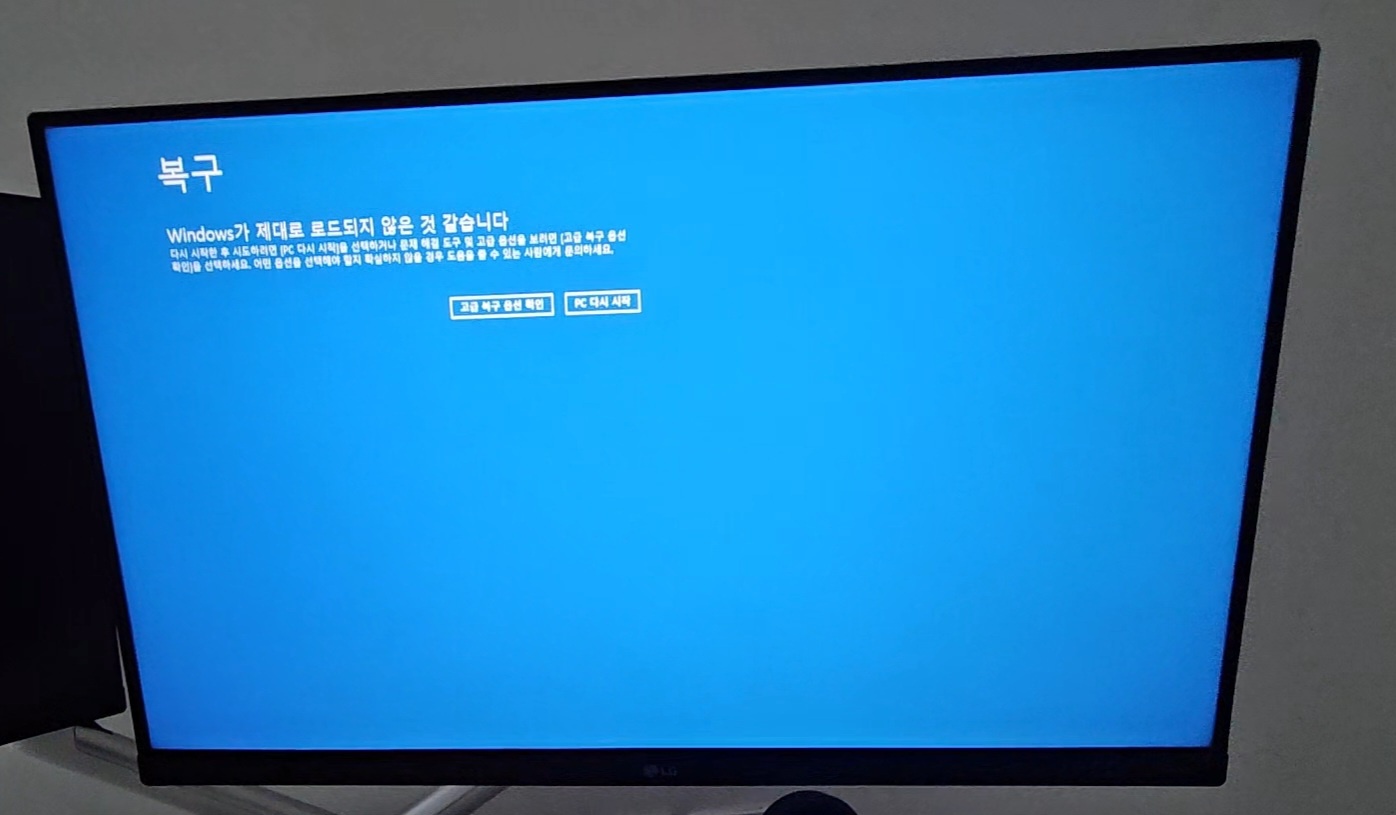 복구
Windows가 제대로 로드되지 않은 것 같습니다
다시 시작한 후 시도하려면 [PC 다시 시작]을 선택하거나 문제 해결 도구 및 고급 옵션을 보려면 [고급 복구 옵션
확인]을 선택하세요. 어떤 옵션을 선택해야 할지 확실하지 않을 경우 도움을 줄 수 있는 사람에게 문의하세요.
고급 복구 옵션 확인
PC 다시 시작
LG